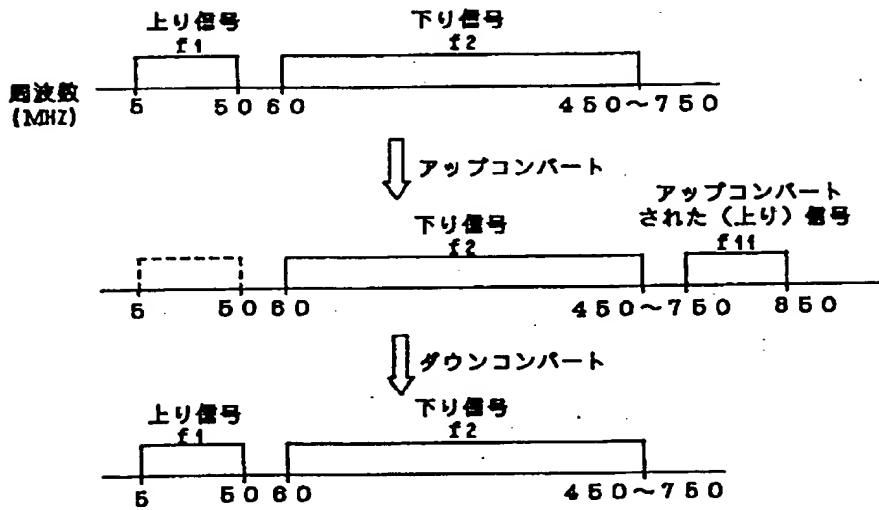 上り信号
f1
下り信号
f2
周波数
(MHZ)
5
50
60
450～750
アップコンバート
アップコンバート
された(上り)信号
f11
下り信号
f2
5
50
60
450～750
850
ダウンコンバート
上り信号
f1
下り信号
f2
5
50
60
450～750